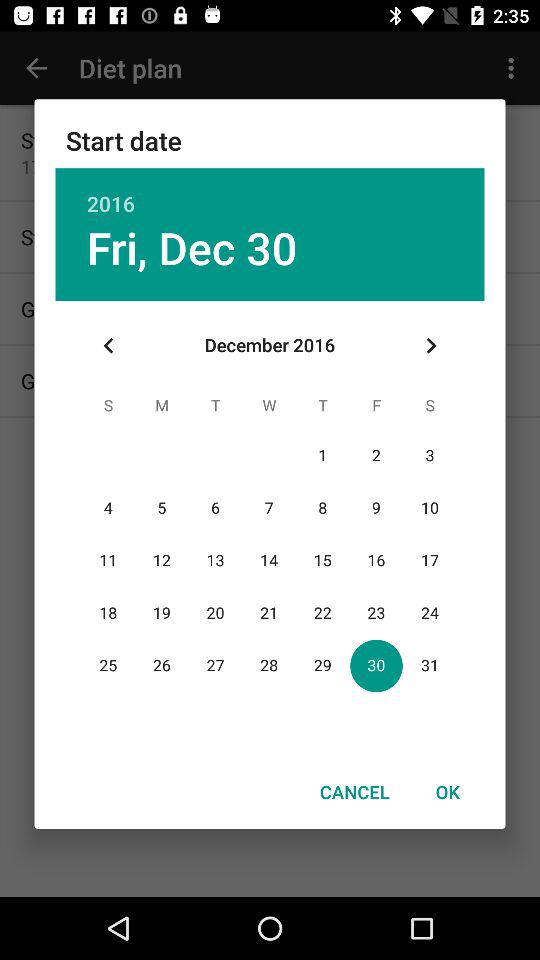 2:35
Diet plan
S
17
S
G
G
Start date
2016
Fri, Dec 30
December 2016
S M T W T F S
1 2 3
4 5 6 7 8 9 10
11 12 13 14 15 16 17
18 19 20 21 22 23 24
25 26 27 28 29 30 31
CANCEL OK